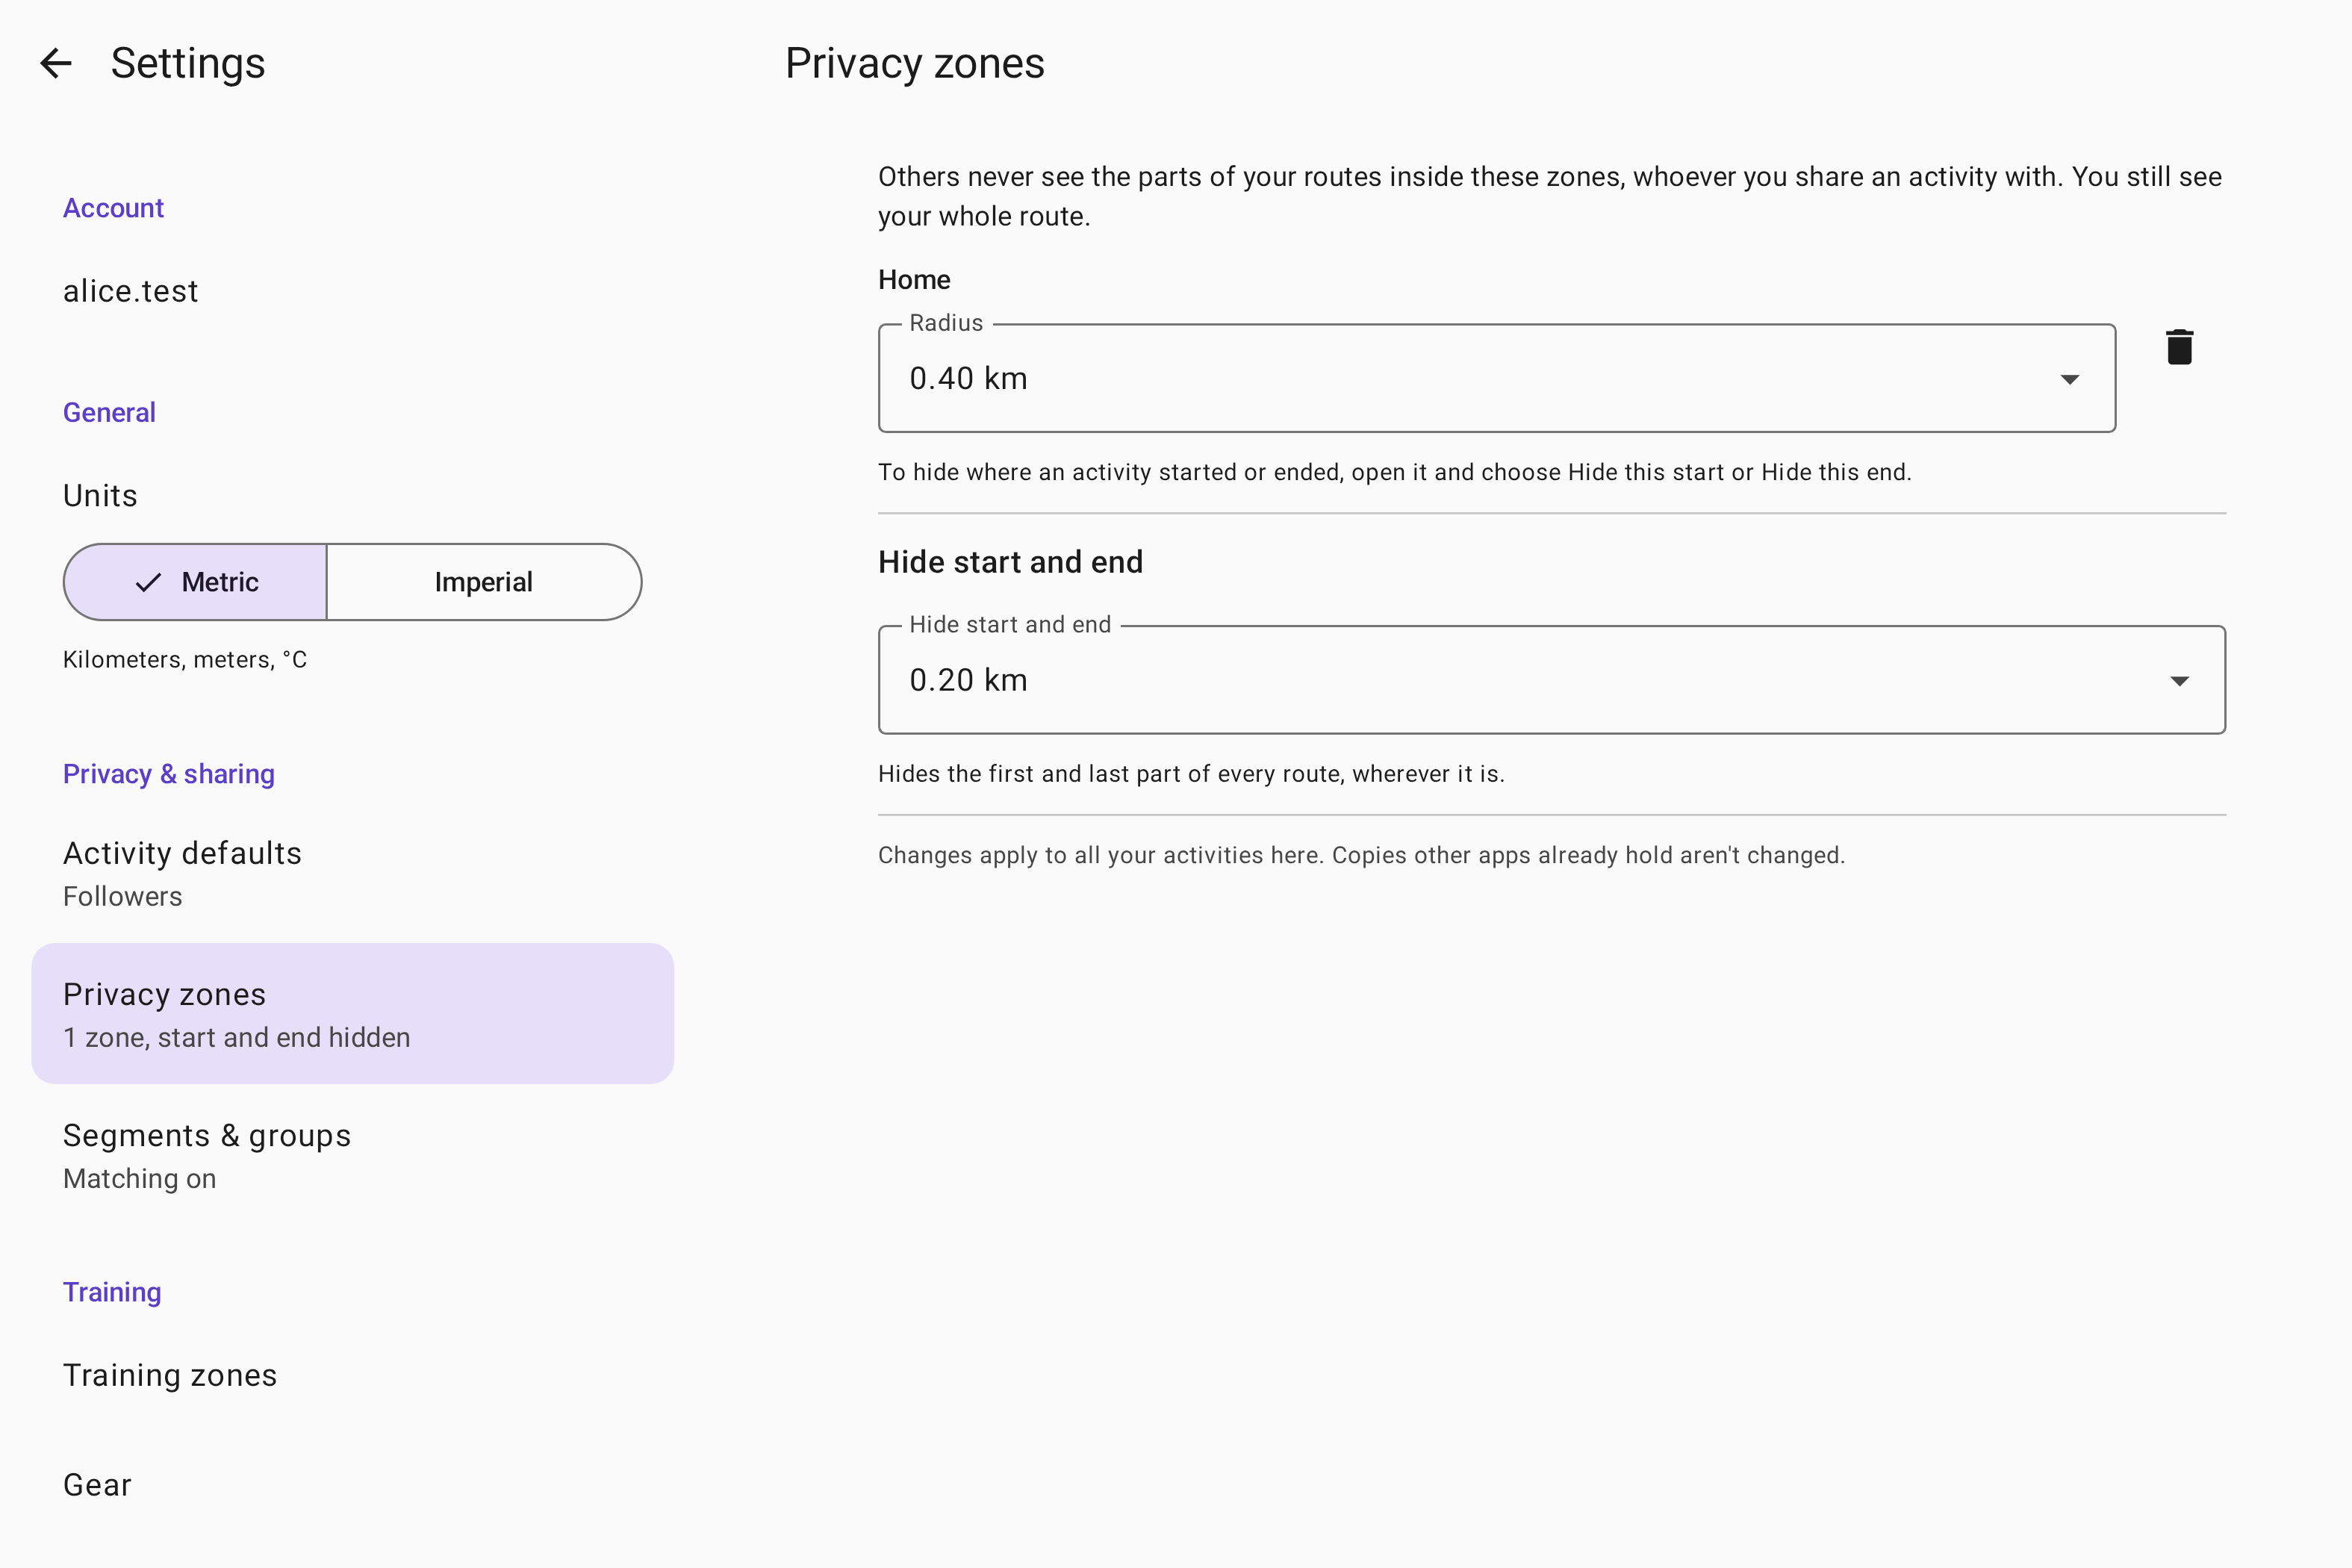 Settings
Account
alice.test
General
Units
Metric
Imperial
Kilometers, meters, °C
Privacy & sharing
Activity defaults
Followers
Privacy zones
1 zone, start and end hidden
Segments & groups
Matching on
Training
Training zones
Gear
Privacy zones
Others never see the parts of your routes inside these zones, whoever you share an activity with. You still see
your whole route.
Home
Radius
0.40 km
To hide where an activity started or ended, open it and choose Hide this start or Hide this end.
Hide start and end
Hide start and end
0.20 km
Hides the first and last part of every route, wherever it is.
Changes apply to all your activities here. Copies other apps already hold aren't changed.